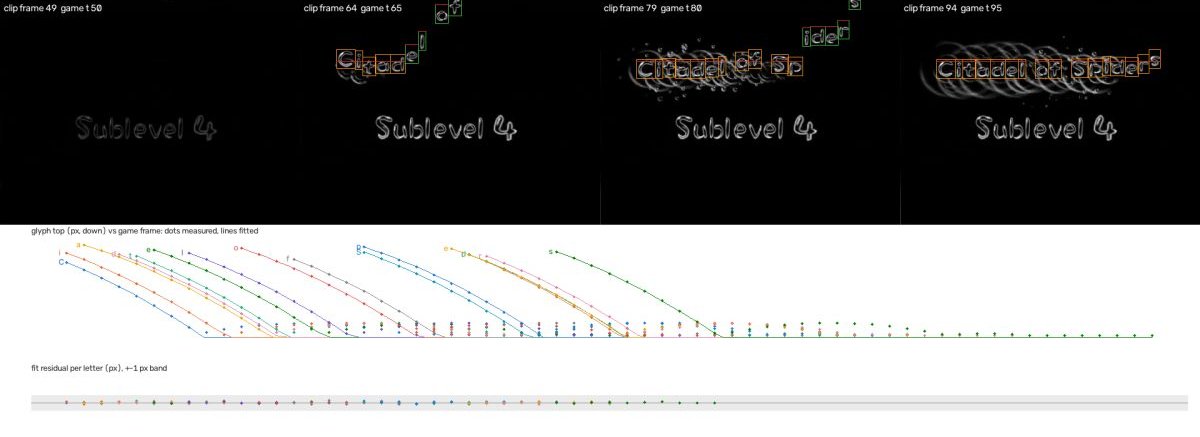 clip frame 49 game t 50
clip frame 64 game t 65
clip frame 79 game t 80
clip frame 94 game t 95
o f
Citadel
ider s
Citadel of Sp
Citadel of Spiders
Sublevel 4
Sublevel 4
Sublevel 4
Sublevel 4
glyph top (px, down) vs game frame: dots measured, lines fitted
C i a d t e l o f p S e p r s
fit residual per letter (px), +-1 px band